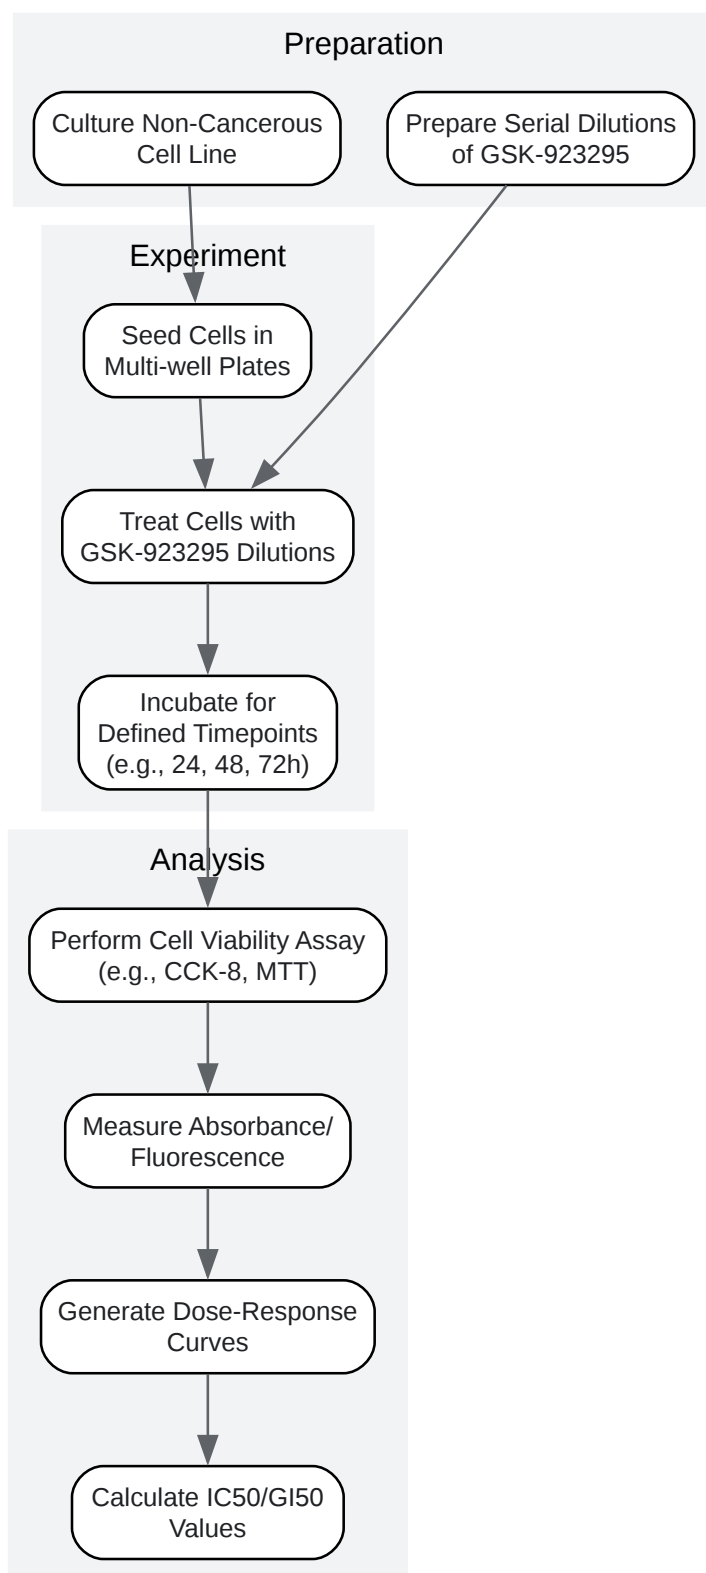 Preparation
Culture Non-Cancerous
Cell Line
Prepare Serial Dilutions
of GSK-923295
Experiment
Seed Cells in
Multi-well Plates
Treat Cells with
GSK-923295 Dilutions
Incubate for
Defined Timepoints
(e.g., 24, 48, 72h)
Analysis
Perform Cell Viability Assay
(e.g., CCK-8, MTT)
Measure Absorbance/
Fluorescence
Generate Dose-Response
Curves
Calculate IC50/GI50
Values